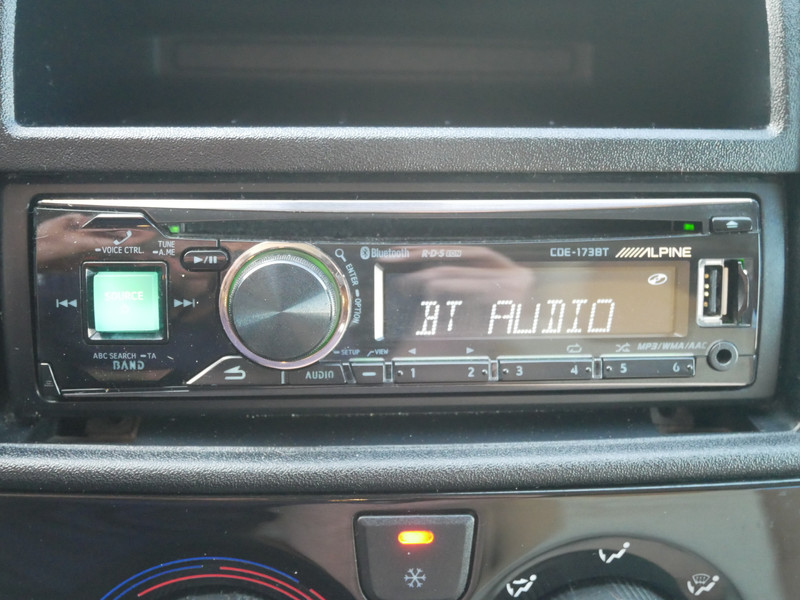 VOICE CTRL.
TUNE
A.ME
SOURCE
ABC SEARCH TA
BAND
ENTER
OPTION
Bluetooth
R·D·S
CDE-173BT
ALPINE
BT AUDIO
SETUP
VIEW
AUDIO
1 2
3 4
5 6
MP3/WMA/AAC